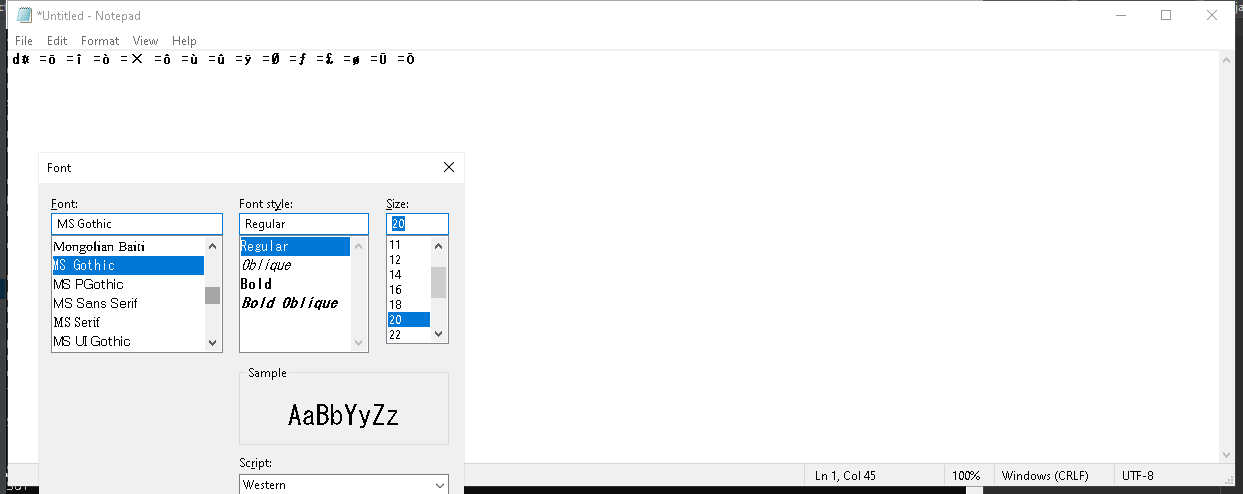 *Untitled - Notepad
File Edit Format View Help
d¤ =õ =î =ò =× =ô =ù =û =ÿ =Ø =ƒ =£ =ø =Ü =Õ
Font
Font: Font style: Size:
MS Gothic Regular 20
Mongolian Baiti Regular 11
MS Gothic Oblique 12
MS PGothic Bold 14
MS Sans Serif Bold Oblique 16
MS Serif 18
MS UI Gothic 20
22
Sample
AaBbYyZz
Script:
Western
Ln 1, Col 45 100% Windows (CRLF) UTF-8